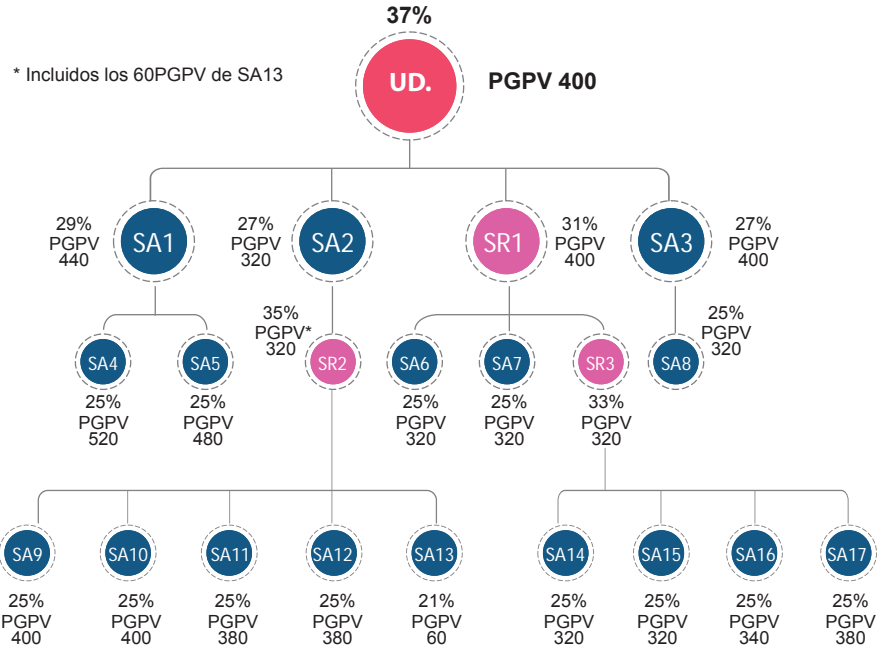 37%
* Incluidos los 60PGPV de SA13
UD.
PGPV 400
29%
PGPV
440
SA1
27%
PGPV
320
SA2
SR1
31%
PGPV
400
SA3
27%
PGPV
400
35%
PGPV*
320
25%
PGPV
320
SA4
SA5
SR2
SA6
SA7
SR3
SA8
25%
PGPV
520
25%
PGPV
480
25%
PGPV
320
25%
PGPV
320
33%
PGPV
320
SA9
SA10
SA11
SA12
SA13
SA14
SA15
SA16
SA17
25%
PGPV
400
25%
PGPV
400
25%
PGPV
380
25%
PGPV
380
21%
PGPV
60
25%
PGPV
320
25%
PGPV
320
25%
PGPV
340
25%
PGPV
380